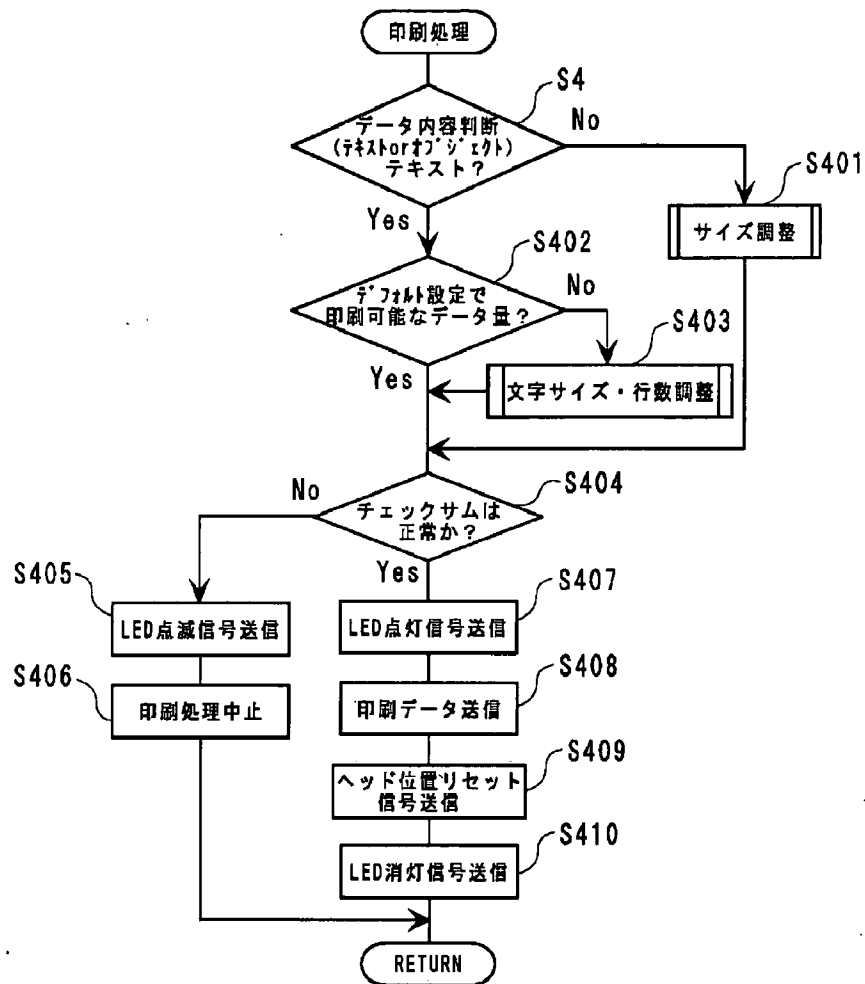 印刷処理
S4
データ内容判断
(テキストorオブジェクト)
テキスト?
No
Yes
S401
サイズ調整
S402
デフォルト設定で
印刷可能なデータ量?
No
Yes
S403
文字サイズ・行数調整
S404
チェックサムは
正常か?
No
Yes
S405
LED点滅信号送信
S406
印刷処理中止
S407
LED点灯信号送信
S408
印刷データ送信
S409
ヘッド位置リセット
信号送信
S410
LED消灯信号送信
RETURN